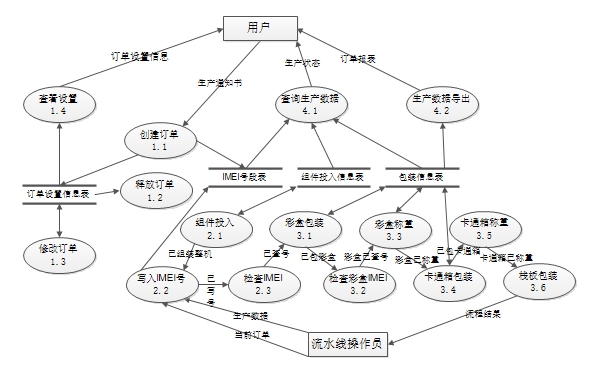 用户
订单设置信息
生产状态
订单报表
生产通知书
查看设置
1.4
查询生产数据
4.1
生产数据导出
4.2
创建订单
1.1
IMEI号段表
组件投入信息表
包装信息表
释放订单
1.2
订单设置信息表
组件投入
2.1
彩盒包装
3.1
彩盒称重
3.3
卡通箱称重
3.5
修改订单
1.3
已组装整机
已查号
已包彩盒
彩盒已查号
彩盒已称重
已包卡通箱
卡通箱已称重
写入IMEI号
2.2
已
写
号
检查IMEI
2.3
检查彩盒IMEI
3.2
卡通箱包装
3.4
栈板包装
3.6
生产数据
当前订单
流水线操作员
流程结果